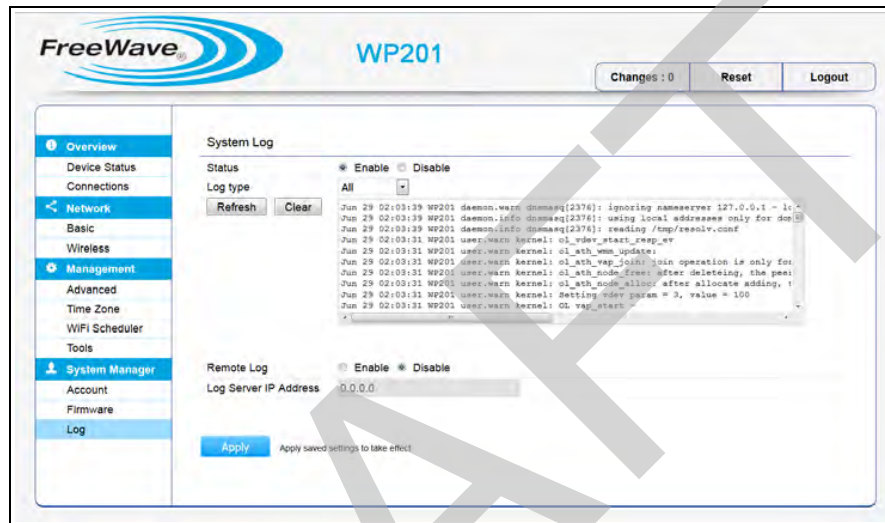 FreeWave®
WP201
Changes : 0 Reset Logout
Overview
Device Status
Connections
Network
Basic
Wireless
Management
Advanced
Time Zone
WiFi Scheduler
Tools
System Manager
Account
Firmware
Log
System Log
Status Enable Disable
Log type All
Refresh Clear
Jun 29 02:03:39 WP201 daemon.warn dnsmasq[2376]: ignoring nameserver 127.0.0.1 -
Jun 29 02:03:39 WP201 daemon.info dnsmasq[2376]: using local addresses only for
Jun 29 02:03:39 WP201 daemon.info dnsmasq[2376]: reading /tmp/resolv.conf
Jun 29 02:03:31 WP201 user.warn kernel: ol_vdev_start_resp_ev
Jun 29 02:03:31 WP201 user.warn kernel: ol_ath_wmm_update:
Jun 29 02:03:31 WP201 user.warn kernel: ol_ath_vap_join: join operation is only for
Jun 29 02:03:31 WP201 user.warn kernel: ol_ath_node_free: after deleteing, the
Jun 29 02:03:31 WP201 user.warn kernel: ol_ath_node_alloc: after allocate adding,
Jun 29 02:03:31 WP201 user.warn kernel: Setting vdev param = 3, value = 100
Jun 29 02:03:31 WP201 user.warn kernel: OL vap_start -
Remote Log Enable Disable
Log Server IP Address 0.0.0.0
Apply Apply saved settings to take effect